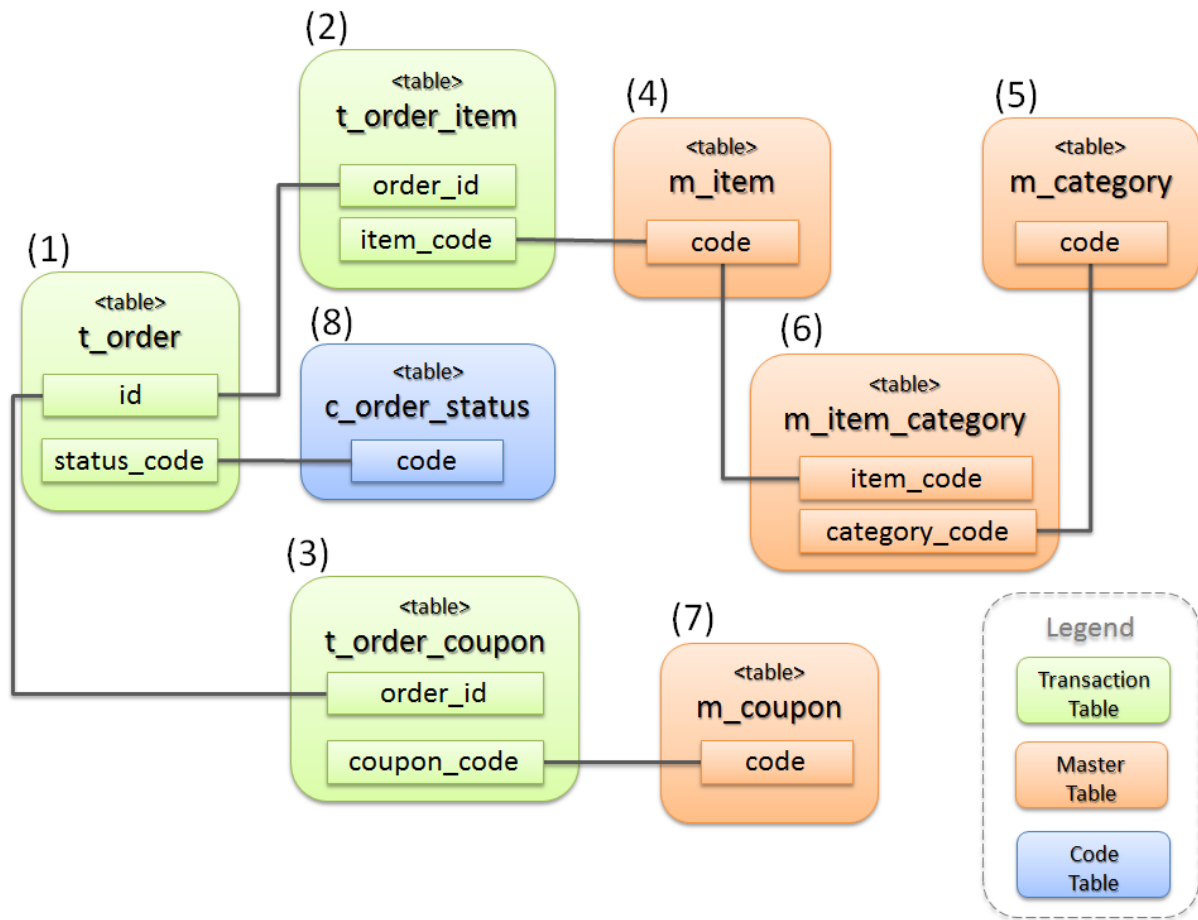 (1)
<table>
t_order
id
status_code
(2)
<table>
t_order_item
order_id
item_code
(8)
<table>
c_order_status
code
(3)
<table>
t_order_coupon
order_id
coupon_code
(4)
<table>
m_item
code
(5)
<table>
m_category
code
(6)
<table>
m_item_category
item_code
category_code
(7)
<table>
m_coupon
code
Legend
Transaction
Table
Master
Table
Code
Table